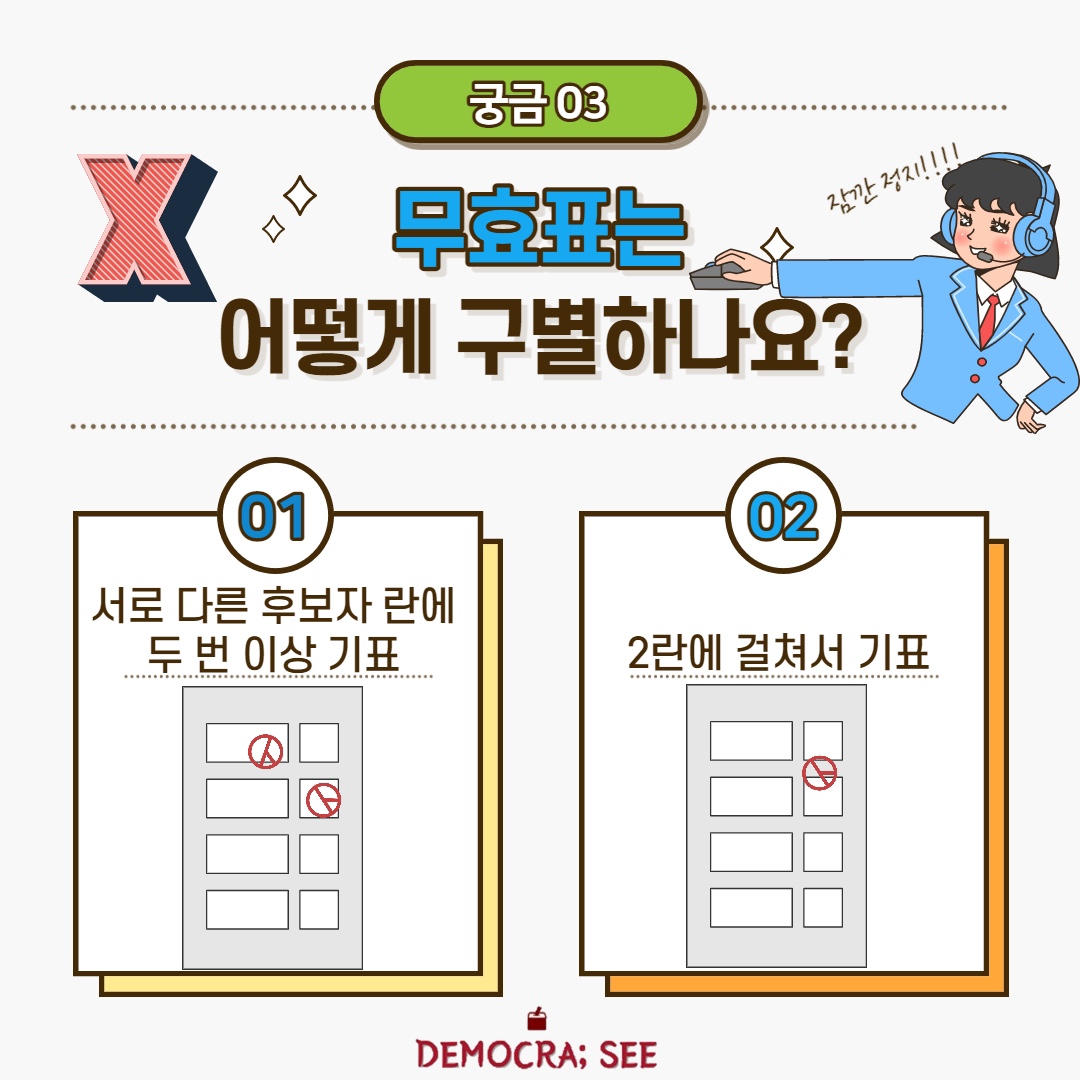 궁금 03
X
무효표는
잠깐 정지!!!!
어떻게 구별하나요?
01
서로 다른 후보자 란에
두 번 이상 기표
02
2란에 걸쳐서 기표
DEMOCRA; SEE